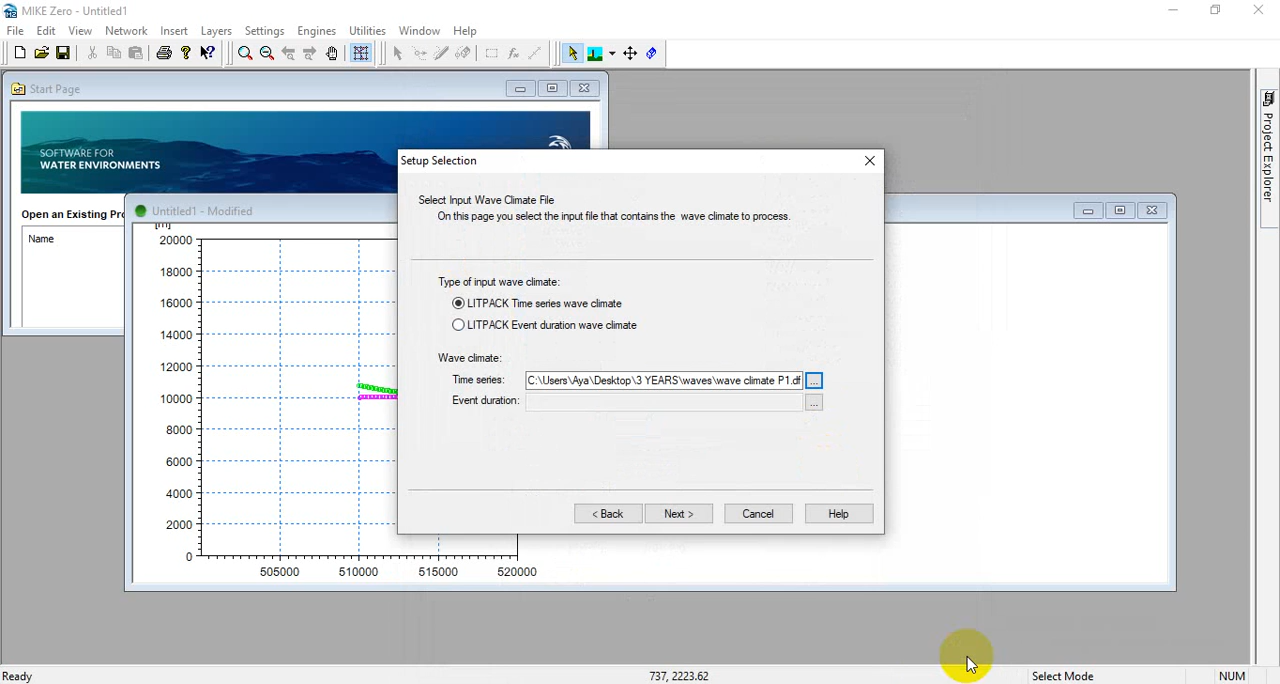 MIKE Zero - Untitled1
File Edit View Network Insert Layers Settings Engines Utilities Window Help
Start Page
SOFTWARE FOR
WATER ENVIRONMENTS
Open an Existing Pro
Name
Untitled1 - Modified
[m]
20000
18000
16000
14000
12000
10000
8000
6000
4000
2000
0
505000 510000 515000 520000
Setup Selection
Select Input Wave Climate File
On this page you select the input file that contains the wave climate to process.
Type of input wave climate:
LITPACK Time series wave climate
LITPACK Event duration wave climate
Wave climate:
Time series: C:\Users\Aya\Desktop\3 YEARS\waves\wave climate P1.df ...
Event duration: ...
< Back Next > Cancel Help
Project Explorer
Ready 737, 2223.62 Select Mode NUM